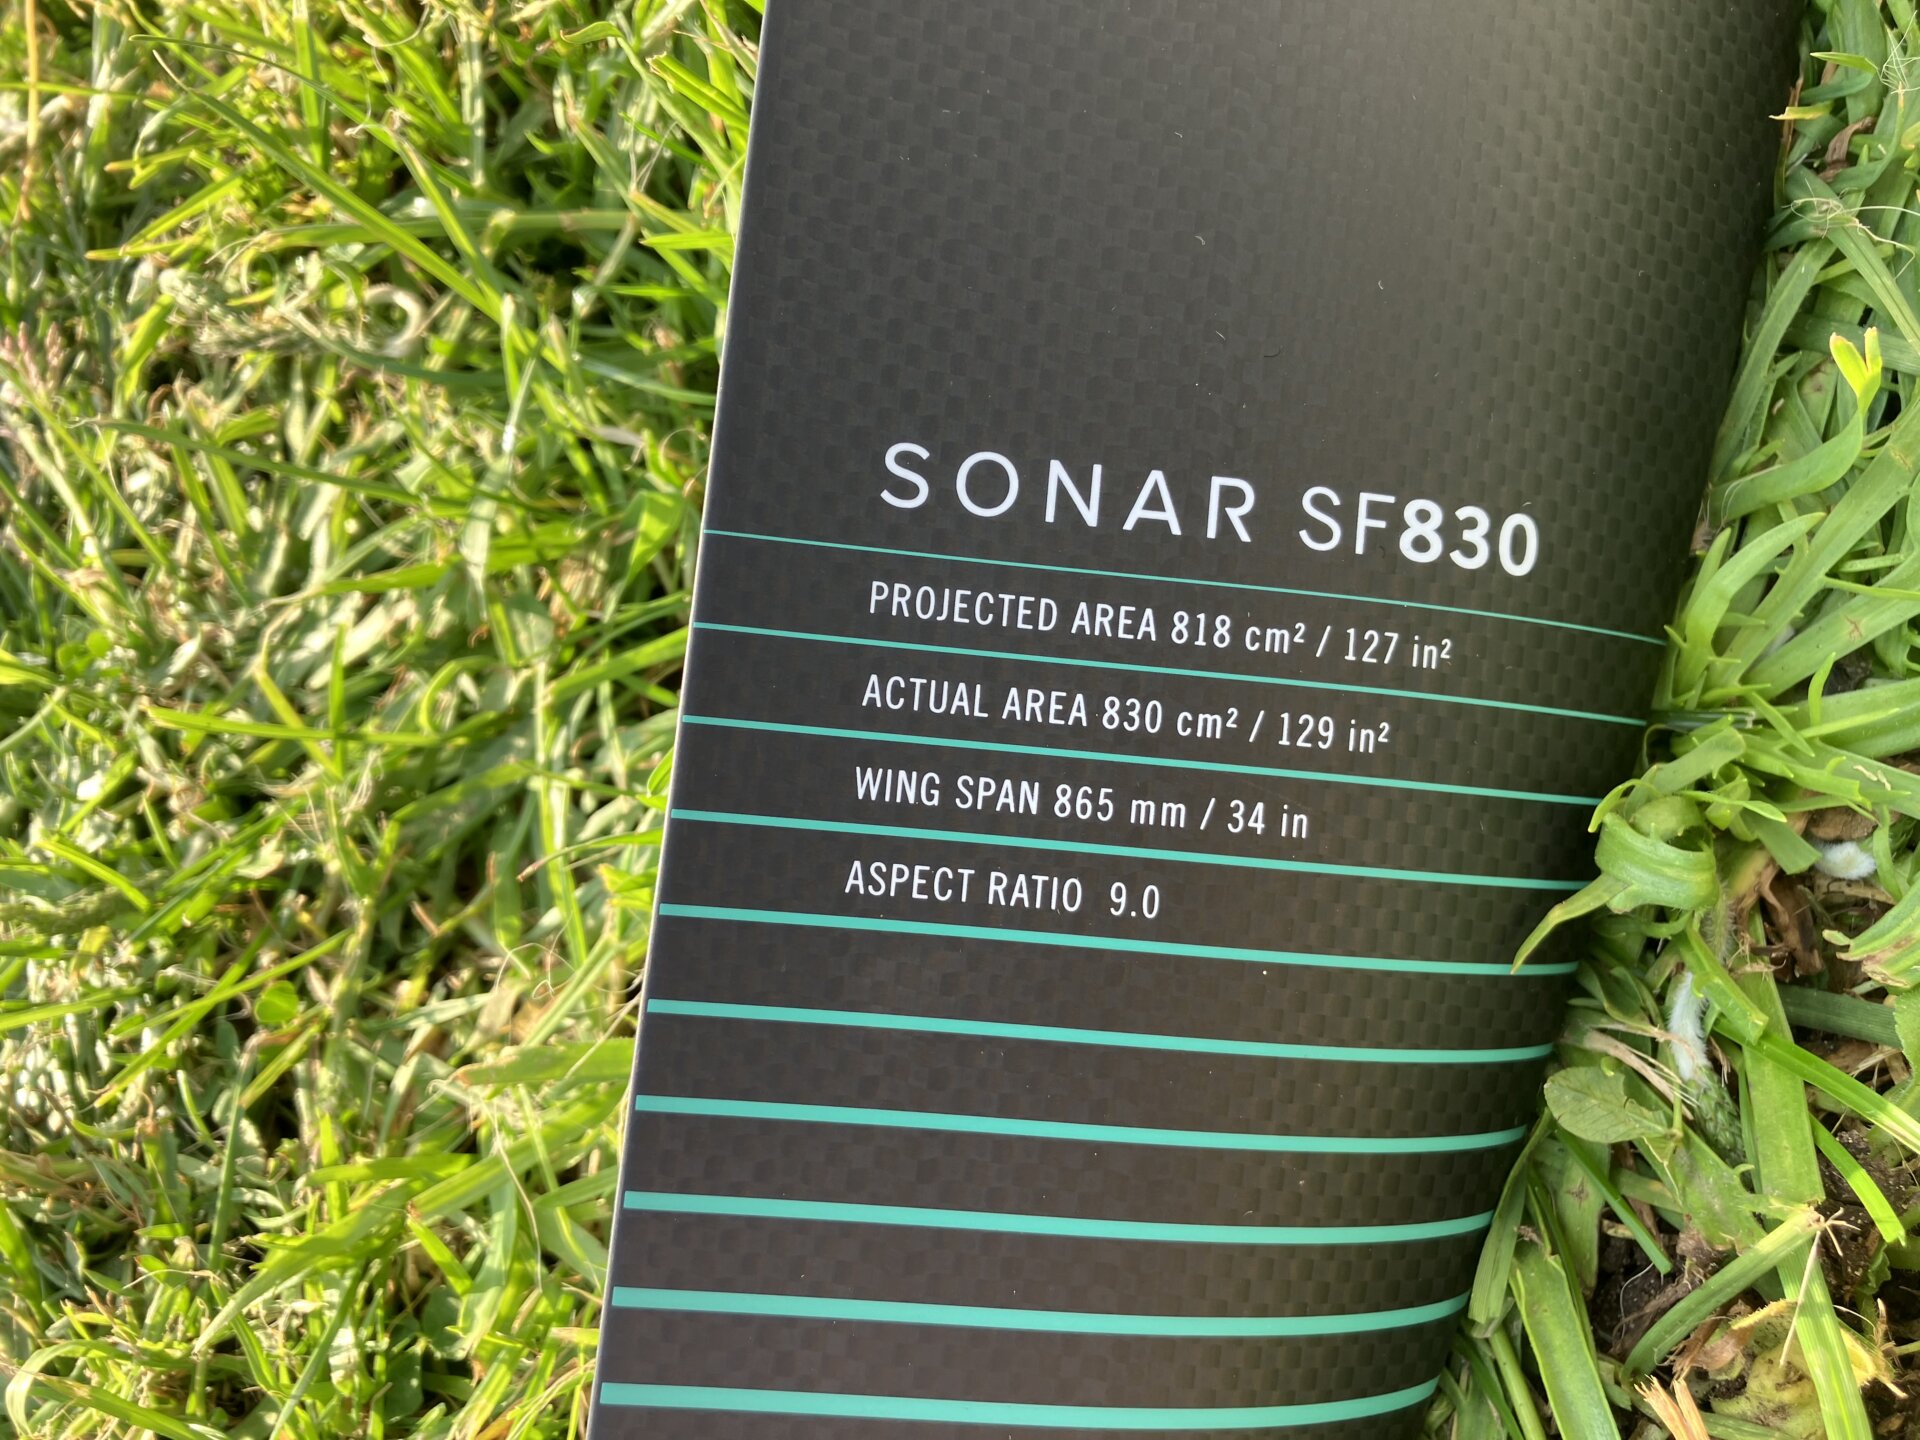 SONAR SF830
PROJECTED AREA 818 cm² / 127 in²
ACTUAL AREA 830 cm² / 129 in²
WING SPAN 865 mm / 34 in
ASPECT RATIO 9.0